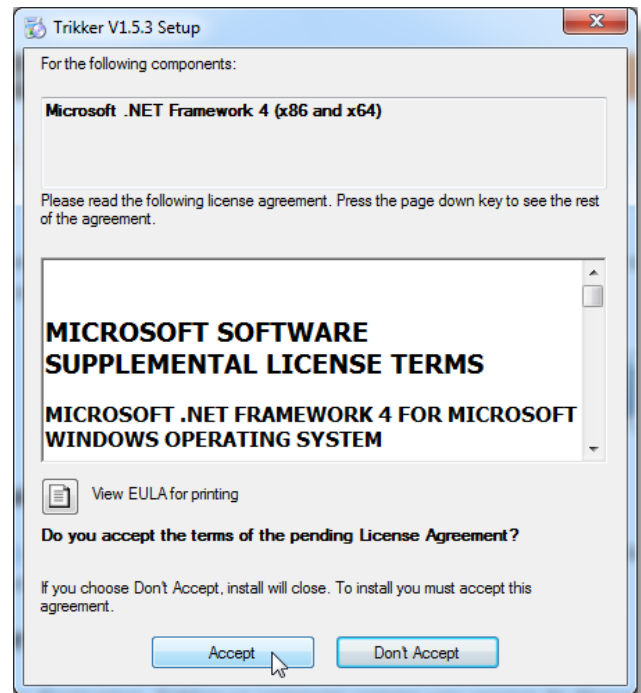 Trikker V1.5.3 Setup
For the following components:
Microsoft .NET Framework 4 (x86 and x64)
Please read the following license agreement. Press the page down key to see the rest
of the agreement.
MICROSOFT SOFTWARE
SUPPLEMENTAL LICENSE TERMS
MICROSOFT .NET FRAMEWORK 4 FOR MICROSOFT
WINDOWS OPERATING SYSTEM
View EULA for printing
Do you accept the terms of the pending License Agreement?
If you choose Don't Accept, install will close. To install you must accept this
agreement.
Accept
Don't Accept